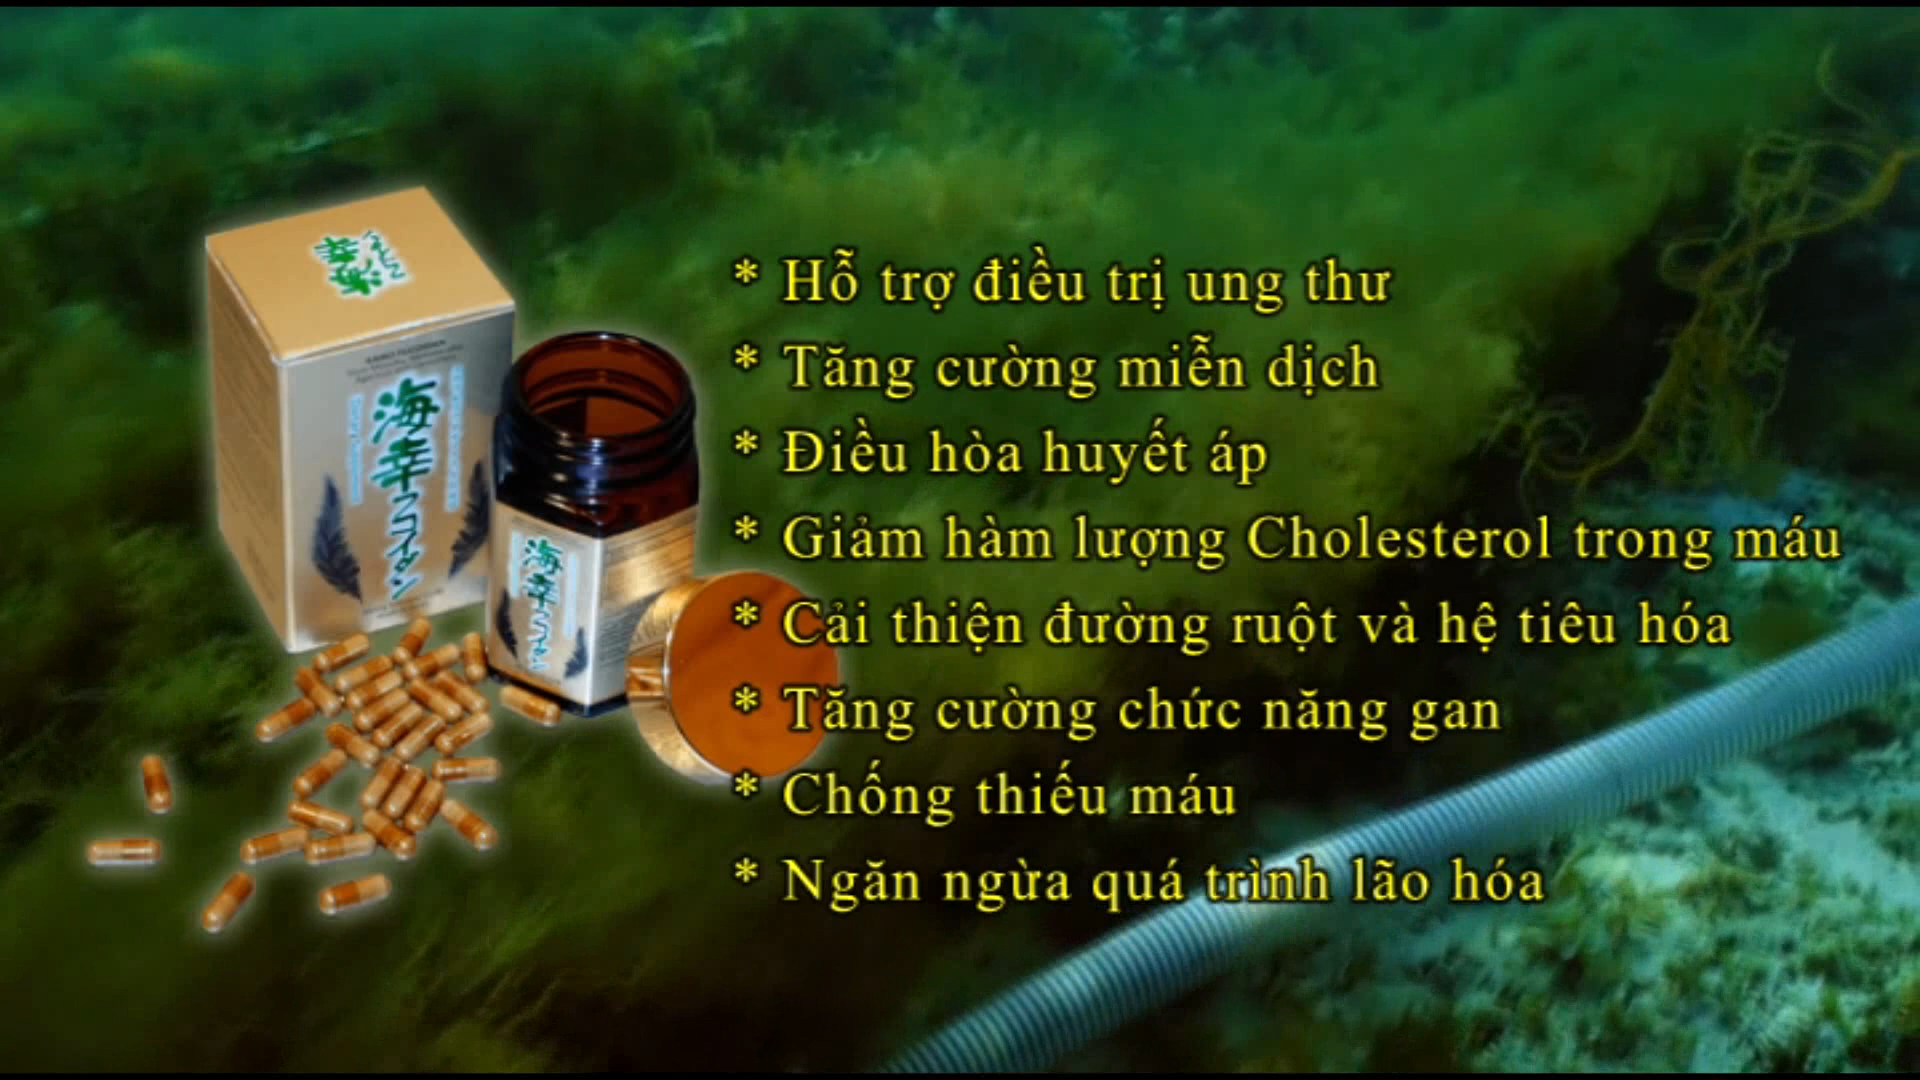 * Hỗ trợ điều trị ung thư
* Tăng cường miễn dịch
* Điều hòa huyết áp
* Giảm hàm lượng Cholesterol trong máu
* Cải thiện đường ruột và hệ tiêu hóa
* Tăng cường chức năng gan
* Chống thiếu máu
* Ngăn ngừa quá trình lão hóa
海幸フコイダン
海幸フコイダン